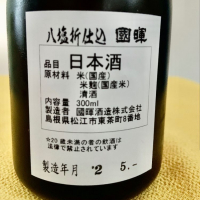 八塩折仕込 國暉
品目 日本酒
原材料 米(国産)
米麹(国産米)
清酒
内容量 300ml
國暉酒造株式会社
島根県松江市東茶町8番地
☆20歳未満の者の飲酒は
法律で禁止されています
製造年月 '2 5.-